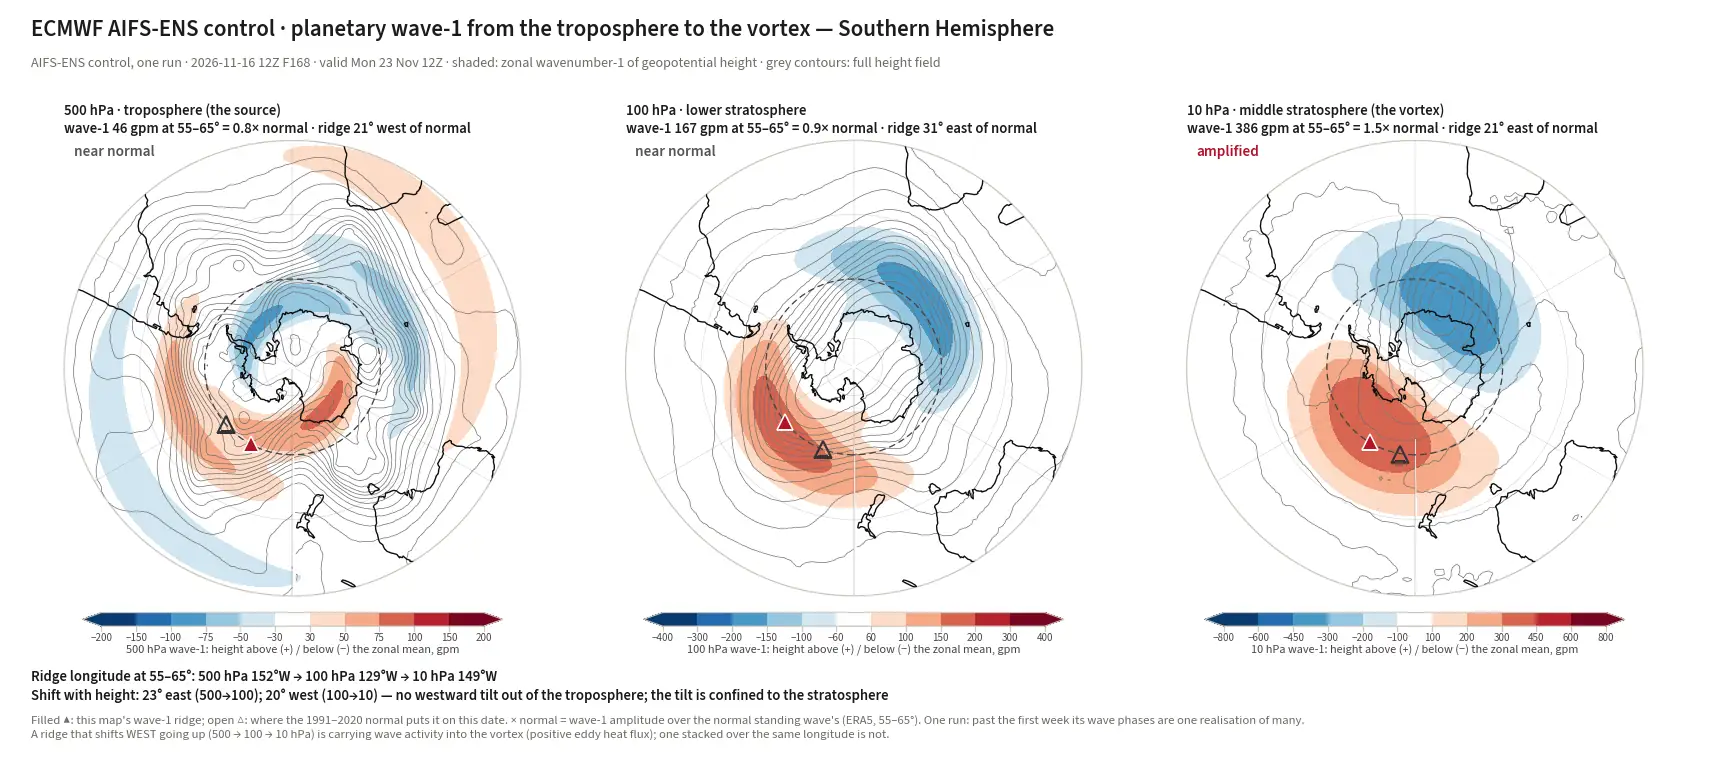 ECMWF AIFS-ENS control · planetary wave-1 from the troposphere to the vortex — Southern Hemisphere
AIFS-ENS control, one run · 2026-11-16 12Z F168 · valid Mon 23 Nov 12Z · shaded: zonal wavenumber-1 of geopotential height · grey contours: full height field
500 hPa · troposphere (the source)
wave-1 46 gpm at 55–65° = 0.8× normal · ridge 21° west of normal
near normal
100 hPa · lower stratosphere
wave-1 167 gpm at 55–65° = 0.9× normal · ridge 31° east of normal
near normal
10 hPa · middle stratosphere (the vortex)
wave-1 386 gpm at 55–65° = 1.5× normal · ridge 21° east of normal
amplified
−200 −150 −100 −75 −50 −30 30 50 75 100 150 200
500 hPa wave-1: height above (+) / below (−) the zonal mean, gpm
−400 −300 −200 −150 −100 −60 60 100 150 200 300 400
100 hPa wave-1: height above (+) / below (−) the zonal mean, gpm
−800 −600 −450 −300 −200 −100 100 200 300 450 600 800
10 hPa wave-1: height above (+) / below (−) the zonal mean, gpm
Ridge longitude at 55–65°: 500 hPa 152°W → 100 hPa 129°W → 10 hPa 149°W
Shift with height: 23° east (500→100); 20° west (100→10) — no westward tilt out of the troposphere; the tilt is confined to the stratosphere
Filled ▲: this map's wave-1 ridge; open △: where the 1991–2020 normal puts it on this date. × normal = wave-1 amplitude over the normal standing wave's (ERA5, 55–65°). One run: past the first week its wave phases are one realisation of many.
A ridge that shifts WEST going up (500 → 100 → 10 hPa) is carrying wave activity into the vortex (positive eddy heat flux); one stacked over the same longitude is not.